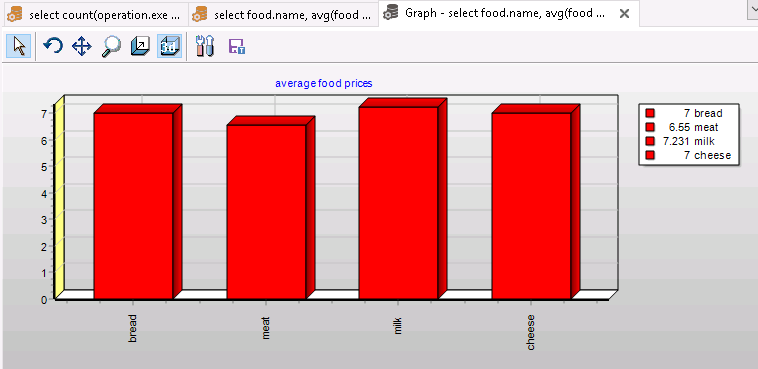 select count(operation.exe ...
select food.name, avg(food ...
Graph - select food.name, avg(food ...
3d
average food prices
7
6
5
4
3
2
1
0
bread
meat
milk
cheese
7 bread
6.55 meat
7.231 milk
7 cheese